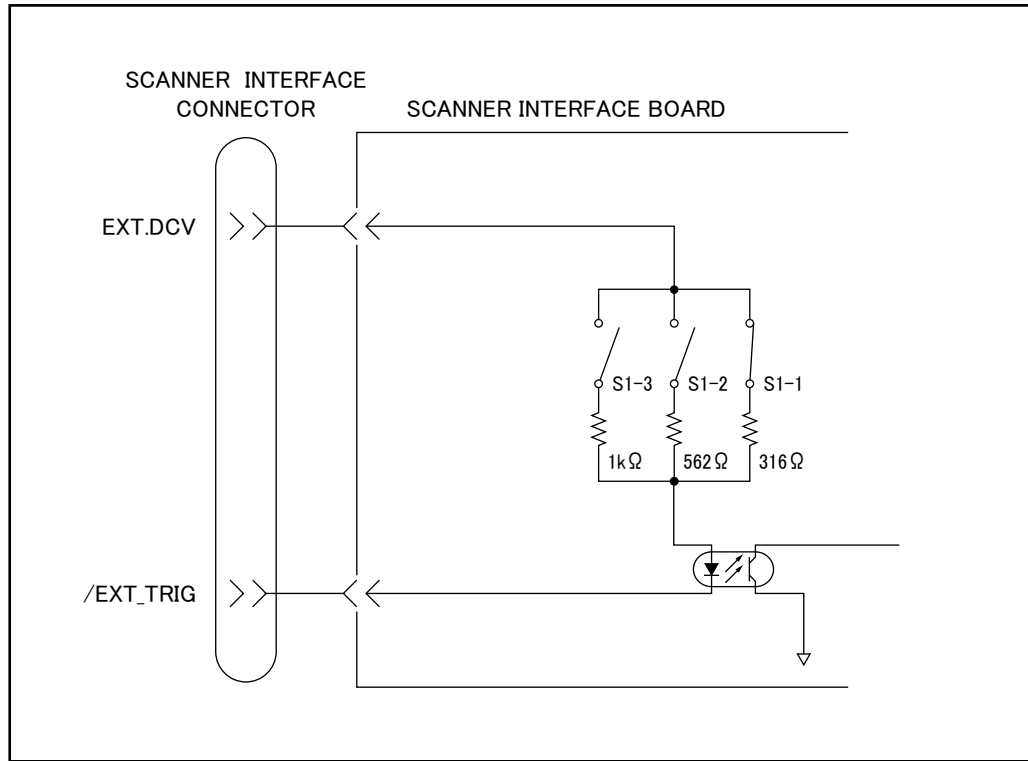 SCANNER INTERFACE
CONNECTOR
SCANNER INTERFACE BOARD
EXT.DCV
S1-3
S1-2
S1-1
1kΩ
562Ω
316Ω
/EXT_TRIG